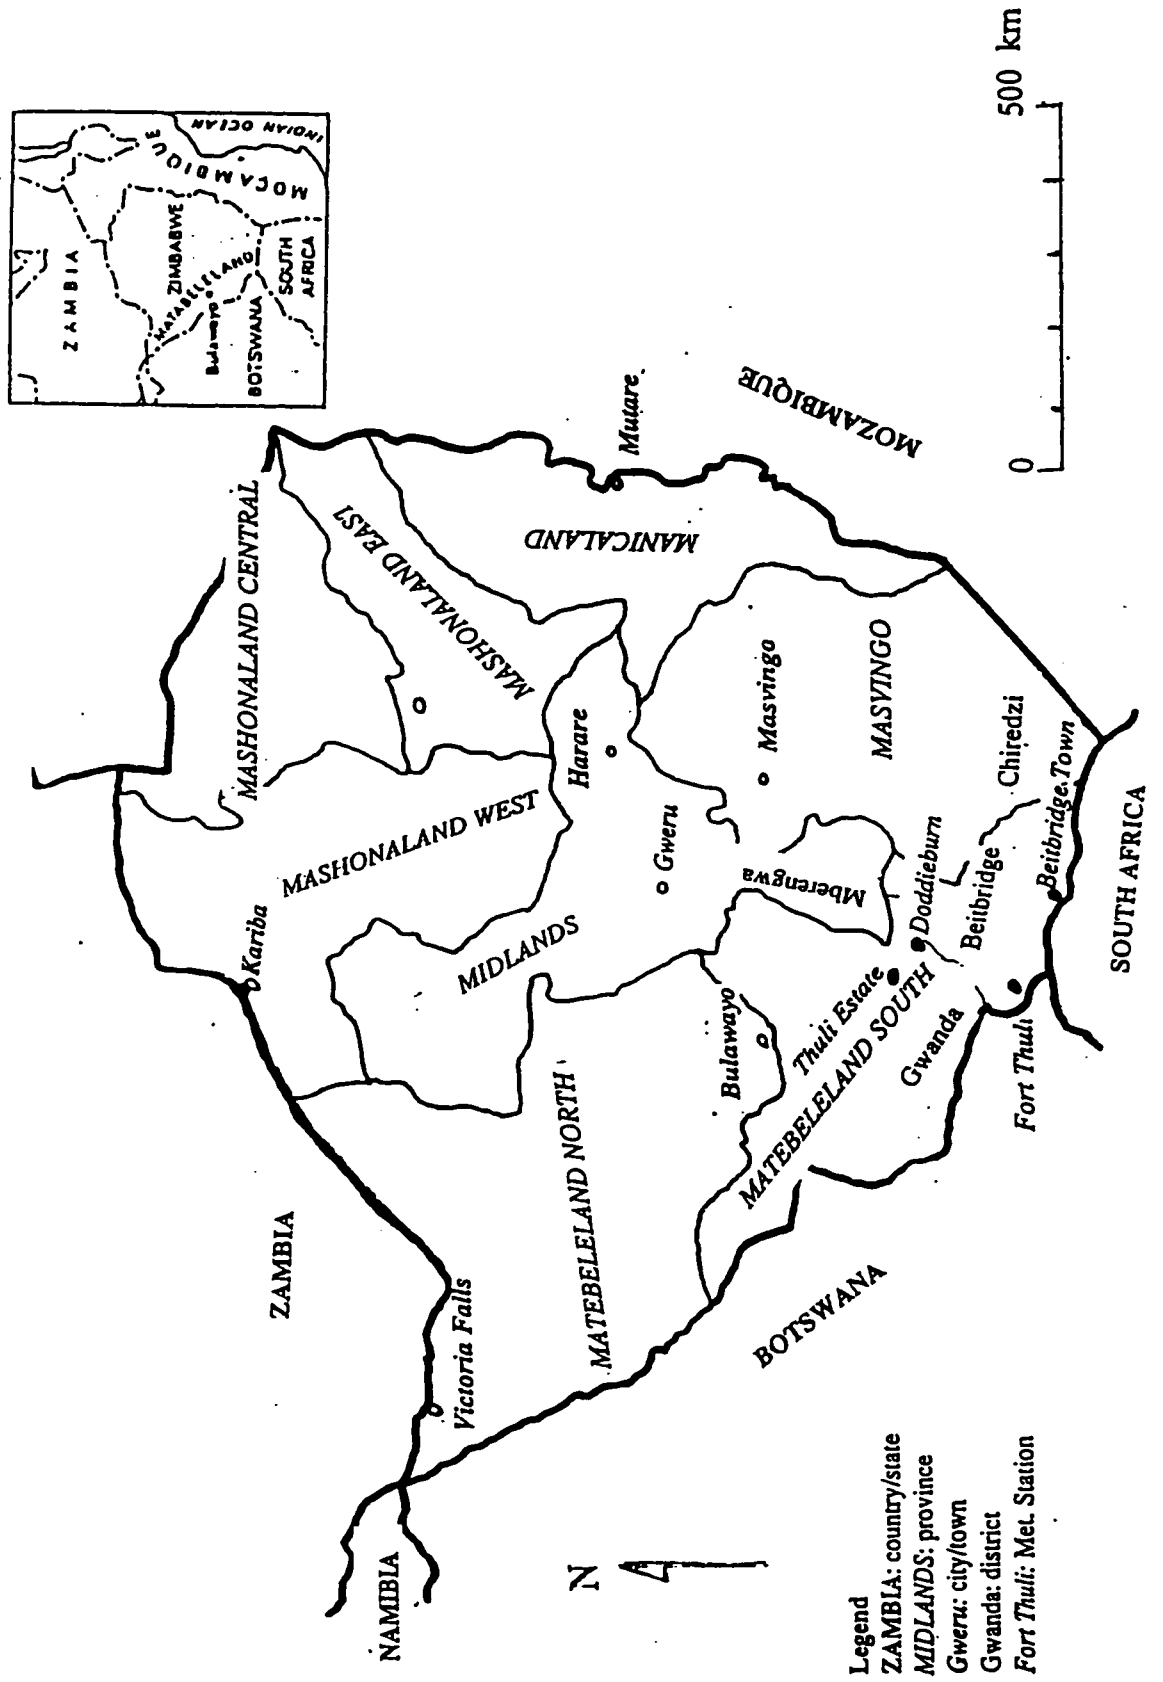 ZAMBIA
ZIMBABWE
MATABELELAND
Bulawayo
BOTSWANA
SOUTH
AFRICA
MOÇAMBIQUE
INDIAN OCEAN
NAMIBIA
ZAMBIA
Victoria Falls
Kariba
MASHONALAND CENTRAL
MASHONALAND WEST
MASHONALAND EAST
MATEBELELAND NORTH
MIDLANDS
Harare
MANICALAND
Mutare
MOZAMBIQUE
Gweru
Bulawayo
Masvingo
Mberengwa
MASVINGO
BOTSWANA
MATEBELELAND SOUTH
Thuli Estate
Doddieburn
Gwanda
Beitbridge
Chiredzi
Fort Thuli
Beitbridge Town
SOUTH AFRICA
N
0
500 km
Legend
ZAMBIA: country/state
MIDLANDS: province
Gweru: city/town
Gwanda: district
Fort Thuli: Met. Station